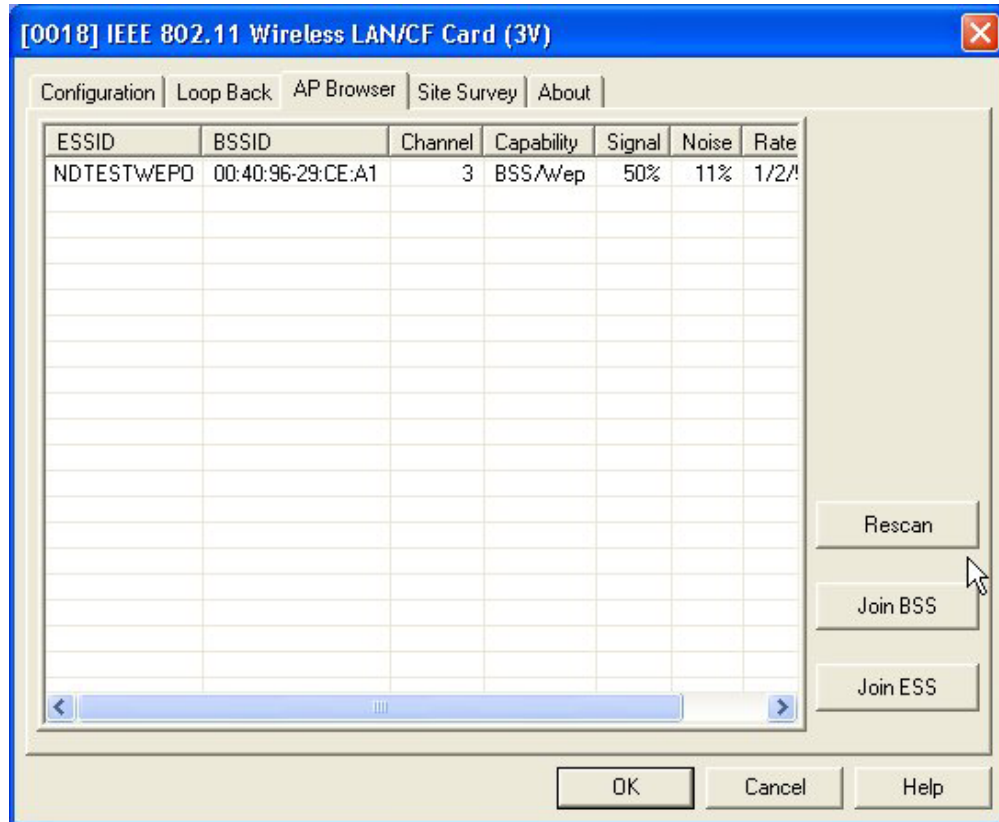 [0018] IEEE 802.11 Wireless LAN/CF Card (3V)
Configuration Loop Back AP Browser Site Survey About
ESSID BSSID Channel Capability Signal Noise Rate
NDTESTWEP0 00:40:96-29:CE:A1 3 BSS/Wep 50% 11% 1/2/
Rescan
Join BSS
Join ESS
OK Cancel Help